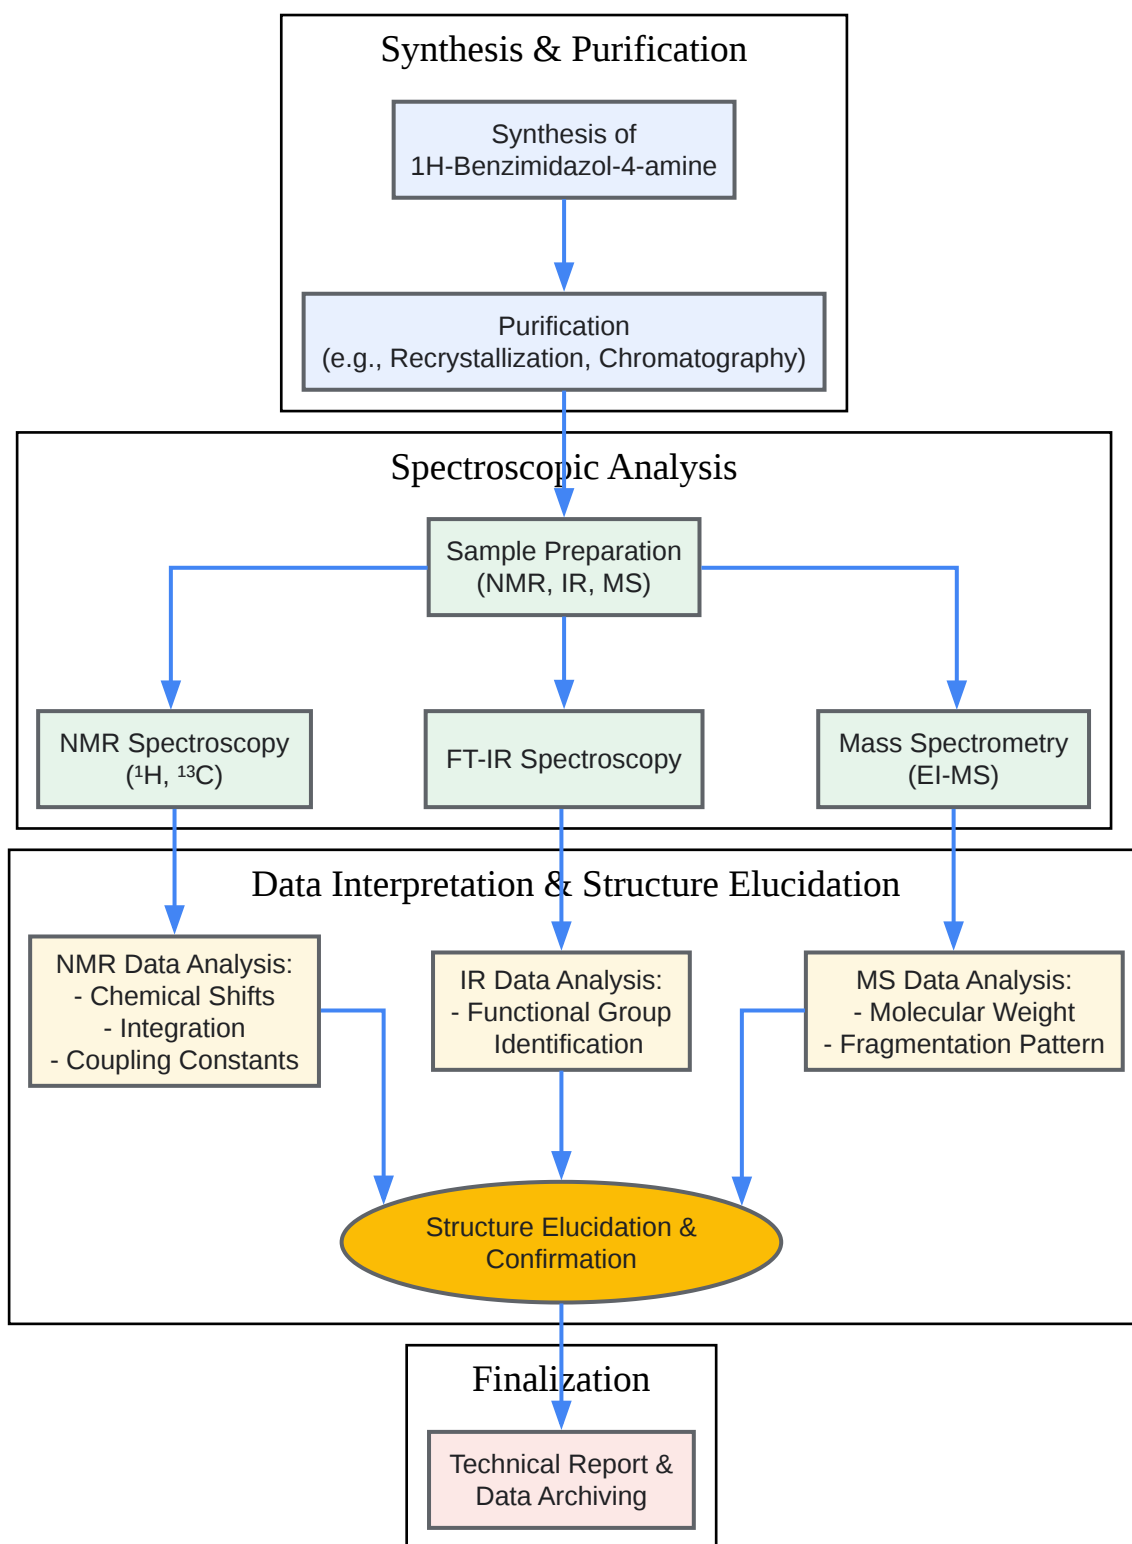 Synthesis & Purification
Synthesis of
1H-Benzimidazol-4-amine
Purification
(e.g., Recrystallization, Chromatography)
Spectroscopic Analysis
Sample Preparation
(NMR, IR, MS)
NMR Spectroscopy
(¹H, ¹³C)
FT-IR Spectroscopy
Mass Spectrometry
(EI-MS)
Data Interpretation & Structure Elucidation
NMR Data Analysis:
- Chemical Shifts
- Integration
- Coupling Constants
IR Data Analysis:
- Functional Group
Identification
MS Data Analysis:
- Molecular Weight
- Fragmentation Pattern
Structure Elucidation &
Confirmation
Finalization
Technical Report &
Data Archiving